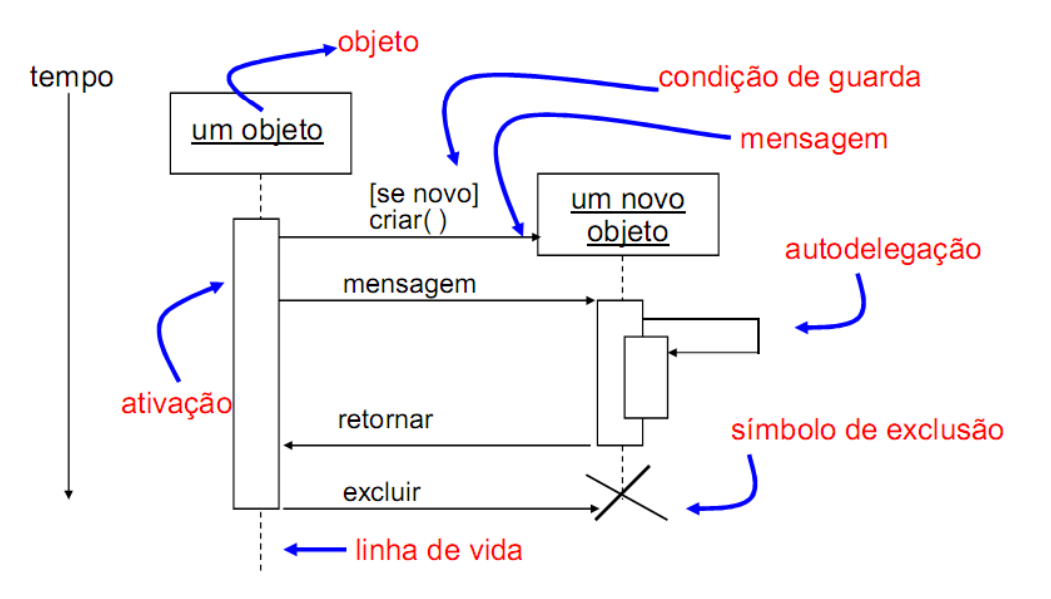 objeto
tempo
condição de guarda
um objeto
mensagem
[se novo]
criar( )
um novo
objeto
autodelegação
mensagem
ativação
retornar
símbolo de exclusão
excluir
linha de vida